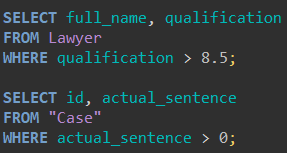 SELECT full_name, qualification
FROM Lawyer
WHERE qualification > 8.5;
SELECT id, actual_sentence
FROM "Case"
WHERE actual_sentence > 0;